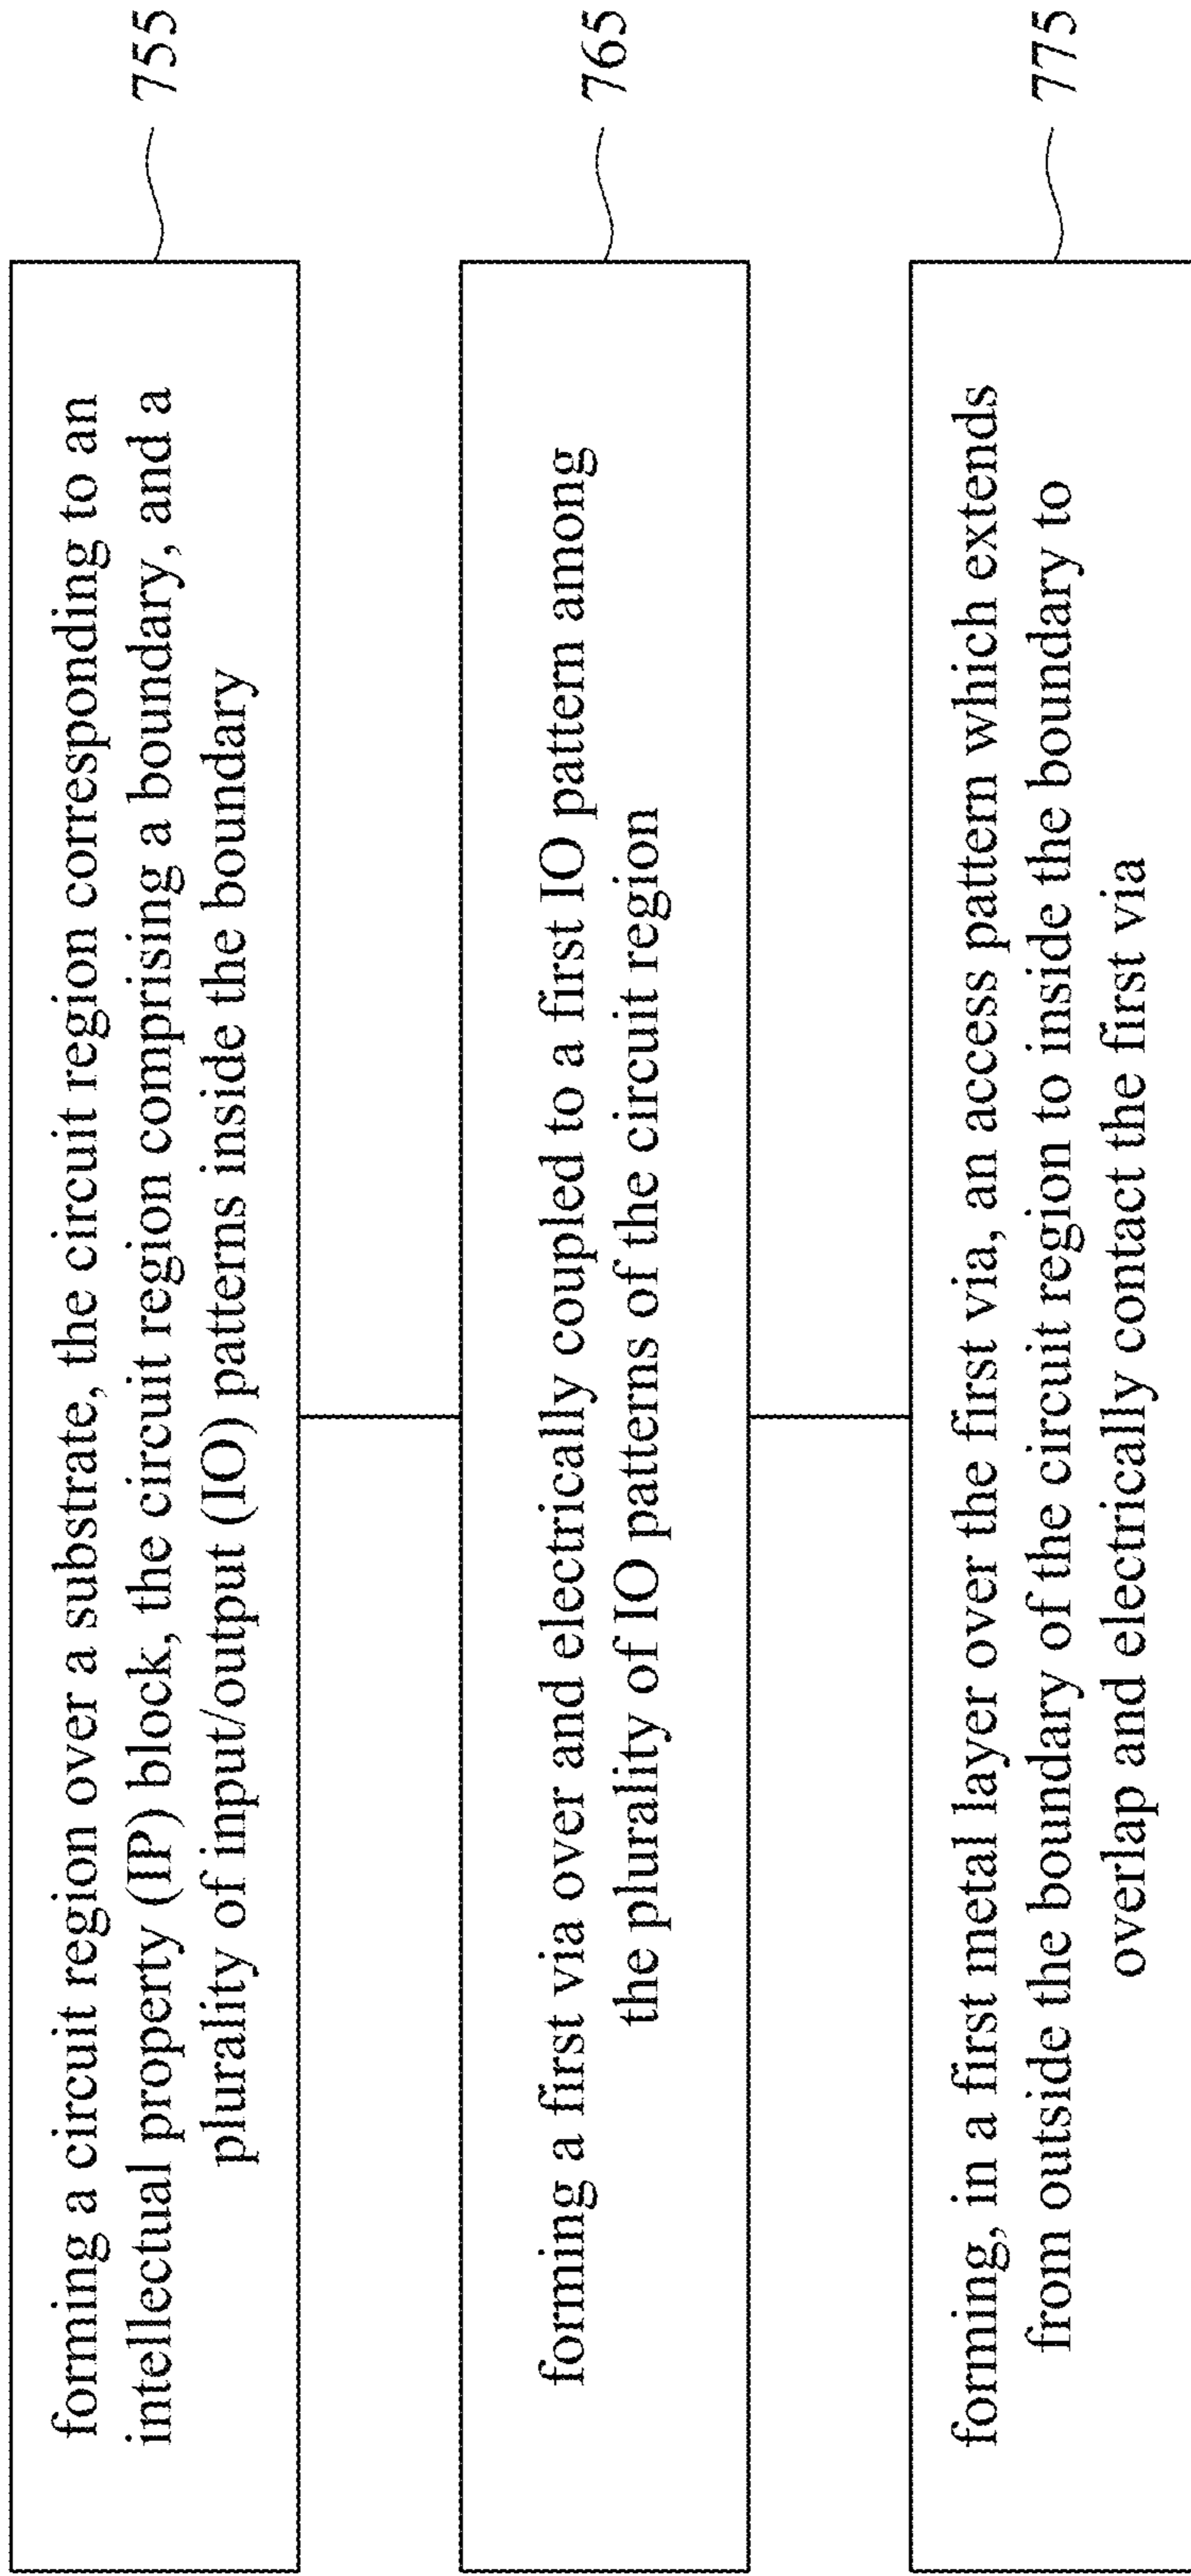 forming a circuit region over a substrate, the circuit region corresponding to an
intellectual property (IP) block, the circuit region comprising a boundary, and a
plurality of input/output (IO) patterns inside the boundary
755
forming a first via over and electrically coupled to a first IO pattern among
the plurality of IO patterns of the circuit region
765
forming, in a first metal layer over the first via, an access pattern which extends
from outside the boundary of the circuit region to inside the boundary to
overlap and electrically contact the first via
775